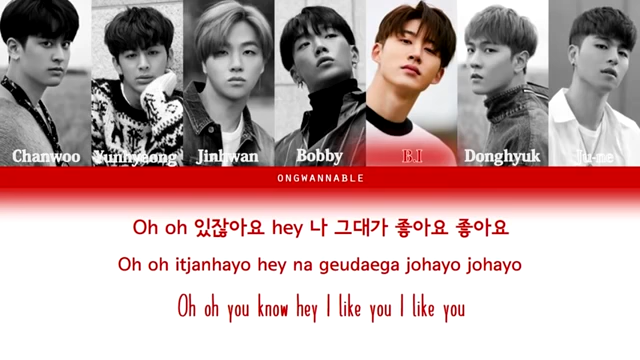 Chanwoo Yunhyeong Jinhwan Bobby B.I Donghyuk Ju-ne
ONGWANNABLE
Oh oh 있잖아요 hey 나 그대가 좋아요 좋아요
Oh oh itjanhayo hey na geudaega johayo johayo
Oh oh you know hey I like you I like you